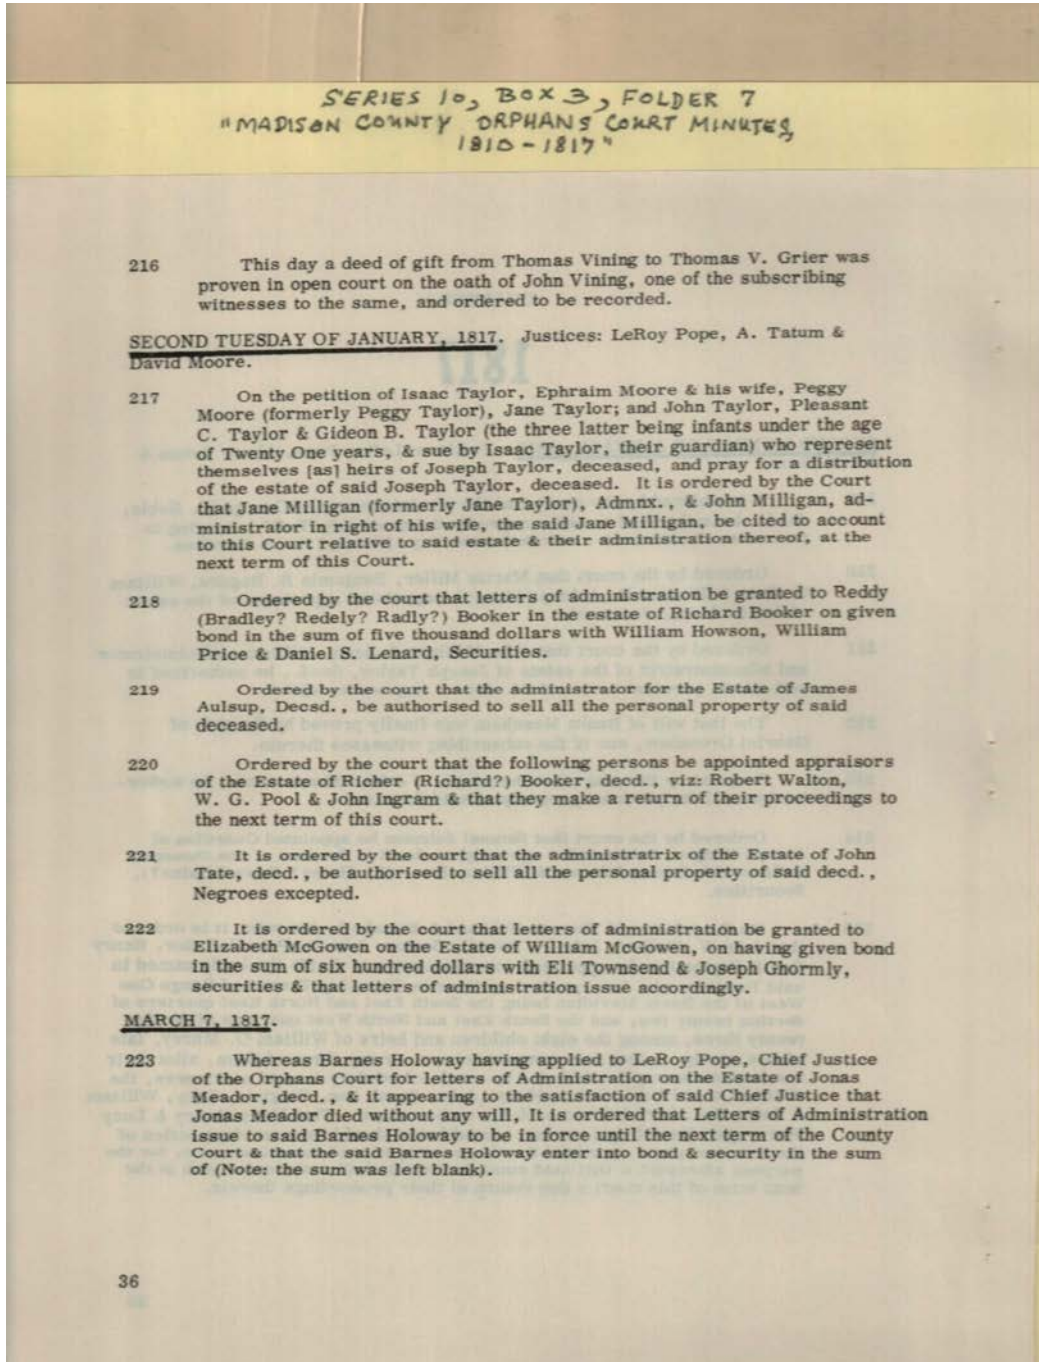 SERIES 10, BOX 3, FOLDER 7
"MADISON COUNTY ORPHANS COURT MINUTES,
1810-1817"
216 This day a deed of gift from Thomas Vining to Thomas V. Grier was
proven in open court on the oath of John Vining, one of the subscribing
witnesses to the same, and ordered to be recorded.
SECOND TUESDAY OF JANUARY, 1817. Justices: LeRoy Pope, A. Tatum &
David Moore.
217 On the petition of Isaac Taylor, Ephraim Moore & his wife, Peggy
Moore (formerly Peggy Taylor), Jane Taylor; and John Taylor, Pleasant
C. Taylor & Gideon B. Taylor (the three latter being infants under the age
of Twenty One years, & sue by Isaac Taylor, their guardian) who represent
themselves [as] heirs of Joseph Taylor, deceased, and pray for a distribution
of the estate of said Joseph Taylor, deceased. It is ordered by the Court
that Jane Milligan (formerly Jane Taylor), Admnx., & John Milligan, ad-
ministrator in right of his wife, the said Jane Milligan, be cited to account
to this Court relative to said estate & their administration thereof, at the
next term of this Court.
218 Ordered by the court that letters of administration be granted to Reddy
(Bradley? Redely? Radly?) Booker in the estate of Richard Booker on given
bond in the sum of five thousand dollars with William Howson, William
Price & Daniel S. Lenard, Securities.
219 Ordered by the court that the administrator for the Estate of James
Aulsup, Decsd., be authorised to sell all the personal property of said
deceased.
220 Ordered by the court that the following persons be appointed appraisors
of the Estate of Richer (Richard?) Booker, decd., viz: Robert Walton,
W. G. Pool & John Ingram & that they make a return of their proceedings to
the next term of this court.
221 It is ordered by the court that the administratrix of the Estate of John
Tate, decd., be authorised to sell all the personal property of said decd.,
Negroes excepted.
222 It is ordered by the court that letters of administration be granted to
Elizabeth McGowen on the Estate of William McGowen, on having given bond
in the sum of six hundred dollars with Eli Townsend & Joseph Ghormly,
securities & that letters of administration issue accordingly.
MARCH 7, 1817.
223 Whereas Barnes Holoway having applied to LeRoy Pope, Chief Justice
of the Orphans Court for letters of Administration on the Estate of Jonas
Meador, decd., & it appearing to the satisfaction of said Chief Justice that
Jonas Meador died without any will, It is ordered that Letters of Administration
issue to said Barnes Holoway to be in force until the next term of the County
Court & that the said Barnes Holoway enter into bond & security in the sum
of (Note: the sum was left blank).
36